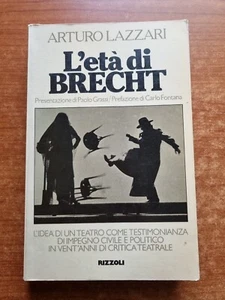 ARTURO LAZZARI
L'età di
BRECHT
Presentazione di Paolo Grassi / Prefazione di Carlo Fontana
L'IDEA DI UN TEATRO COME TESTIMONIANZA
DI IMPEGNO CIVILE E POLITICO
IN VENT'ANNI DI CRITICA TEATRALE
RIZZOLI